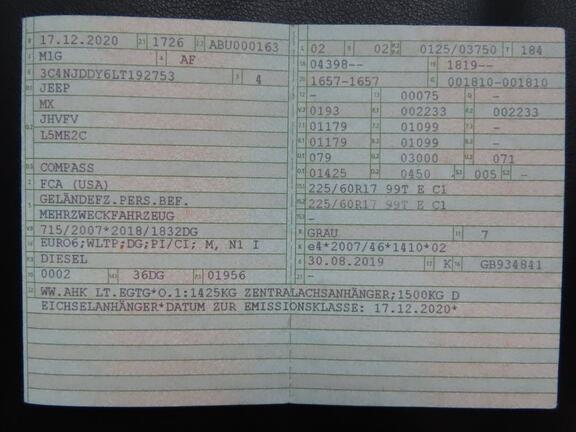 17.12.2020 1726 ABU000163
M1G AF
3C4NJDDY6LT192753 4
JEEP
MX
JHVFV
L5ME2C
COMPASS
FCA (USA)
GELÄNDEFZ.PERS.BEF.
MEHRZWECKFAHRZEUG
715/2007*2018/1832DG
EURO6;WLTP;DG;PI/CI; M, N1 I
DIESEL
0002 36DG 01956
02 02 0125/03750 184
04398-- 1819--
1657-1657 001810-001810
- 00075 -
0193 002233 002233
01179 01099 -
01179 01099 -
079 03000 071
01425 0450 005 -
225/60R17 99T E C1
225/60R17 99T E C1
-
GRAU 7
e4*2007/46*1410*02
30.08.2019 K GB934841
-
WW.AHK LT.EGTG*O.1:1425KG ZENTRALACHSANHÄNGER;1500KG D
EICHSELANHÄNGER*DATUM ZUR EMISSIONSKLASSE: 17.12.2020*